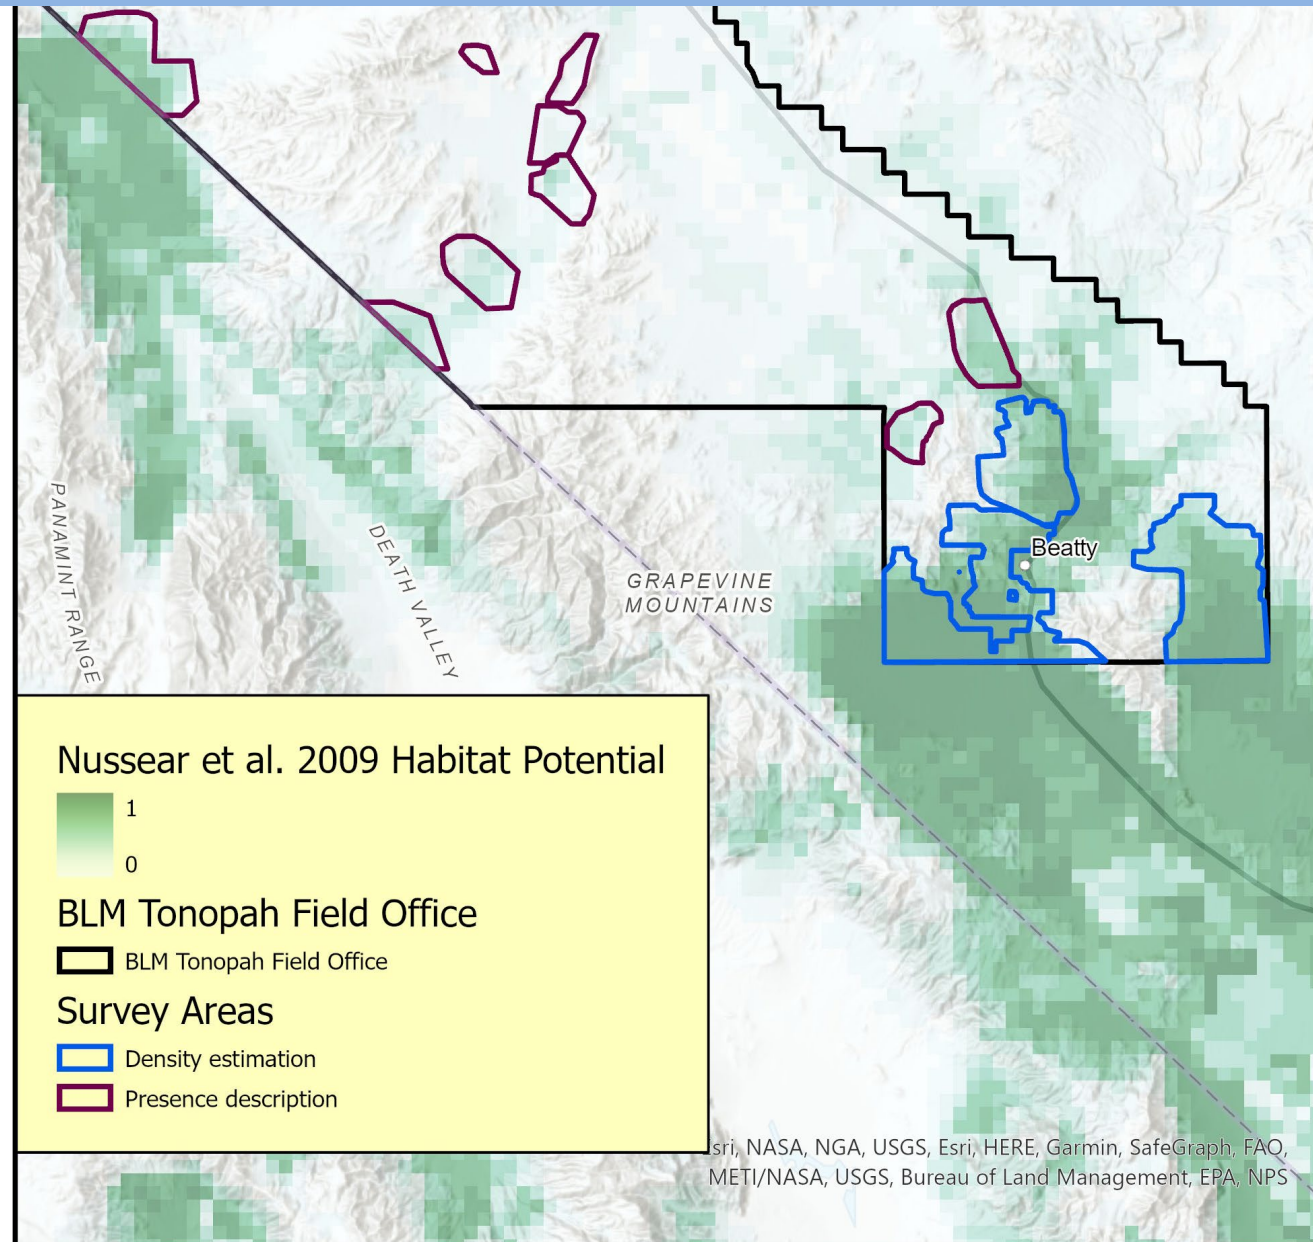 Beatty
GRAPEVINE
MOUNTAINS
PANAMINT RANGE
DEATH VALLEY
Nussear et al. 2009 Habitat Potential
1
0
BLM Tonopah Field Office
BLM Tonopah Field Office
Survey Areas
Density estimation
Presence description
sri, NASA, NGA, USGS, Esri, HERE, Garmin, SafeGraph, FAO,
METI/NASA, USGS, Bureau of Land Management, EPA, NPS